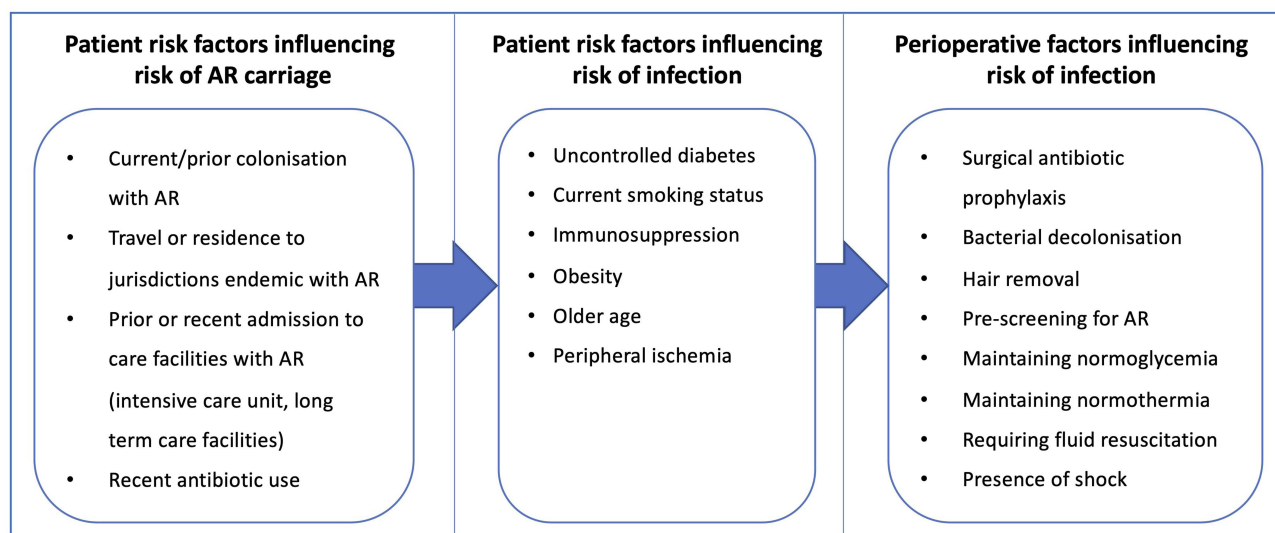 Patient risk factors influencing
risk of AR carriage
• Current/prior colonisation
with AR
• Travel or residence to
jurisdictions endemic with AR
• Prior or recent admission to
care facilities with AR
(intensive care unit, long
term care facilities)
• Recent antibiotic use
Patient risk factors influencing
risk of infection
• Uncontrolled diabetes
• Current smoking status
• Immunosuppression
• Obesity
• Older age
• Peripheral ischemia
Perioperative factors influencing
risk of infection
• Surgical antibiotic
prophylaxis
• Bacterial decolonisation
• Hair removal
• Pre-screening for AR
• Maintaining normoglycemia
• Maintaining normothermia
• Requiring fluid resuscitation
• Presence of shock